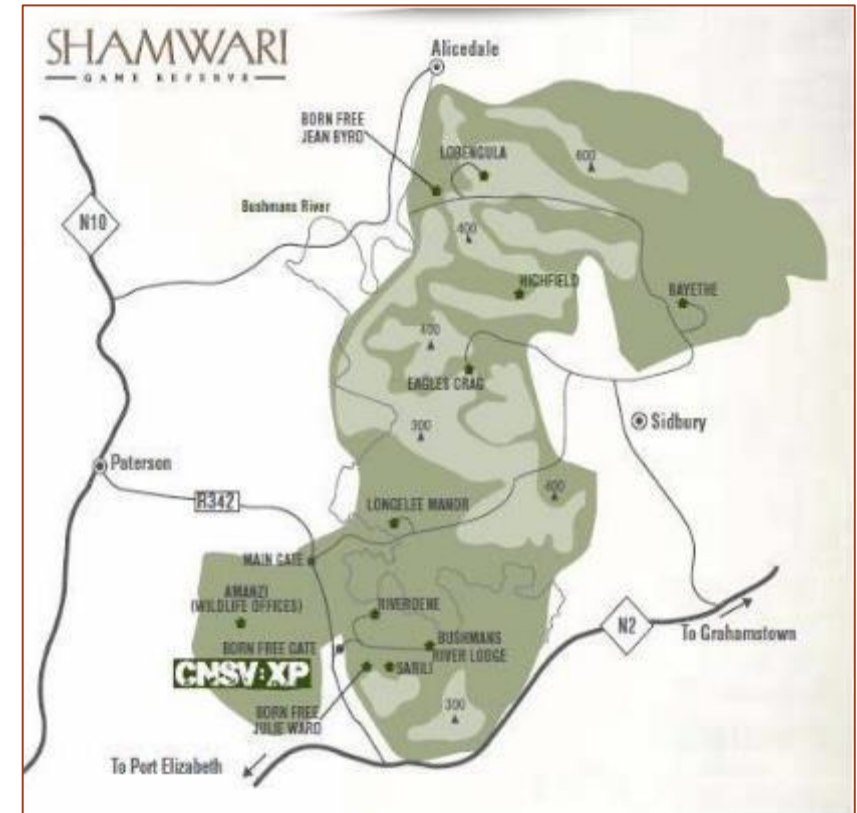 SHAMWARI
GAME RESERVE
Alicedale
BORN FREE
JEAN BYRD
LOBENGULA
600
Bushmans River
N10
400
HIGHFIELD
BAYETHE
400
EAGLES CRAG
300
Sidbury
Paterson
400
R342
LONGLEE MANOR
MAIN GATE
AMANZI
(WILDLIFE OFFICES)
RIVERDENE
N2
To Grahamstown
BORN FREE GATE
BUSHMANS
RIVER LODGE
CMSV:XP
SARILI
BORN FREE
JULIE WARD
300
To Port Elizabeth